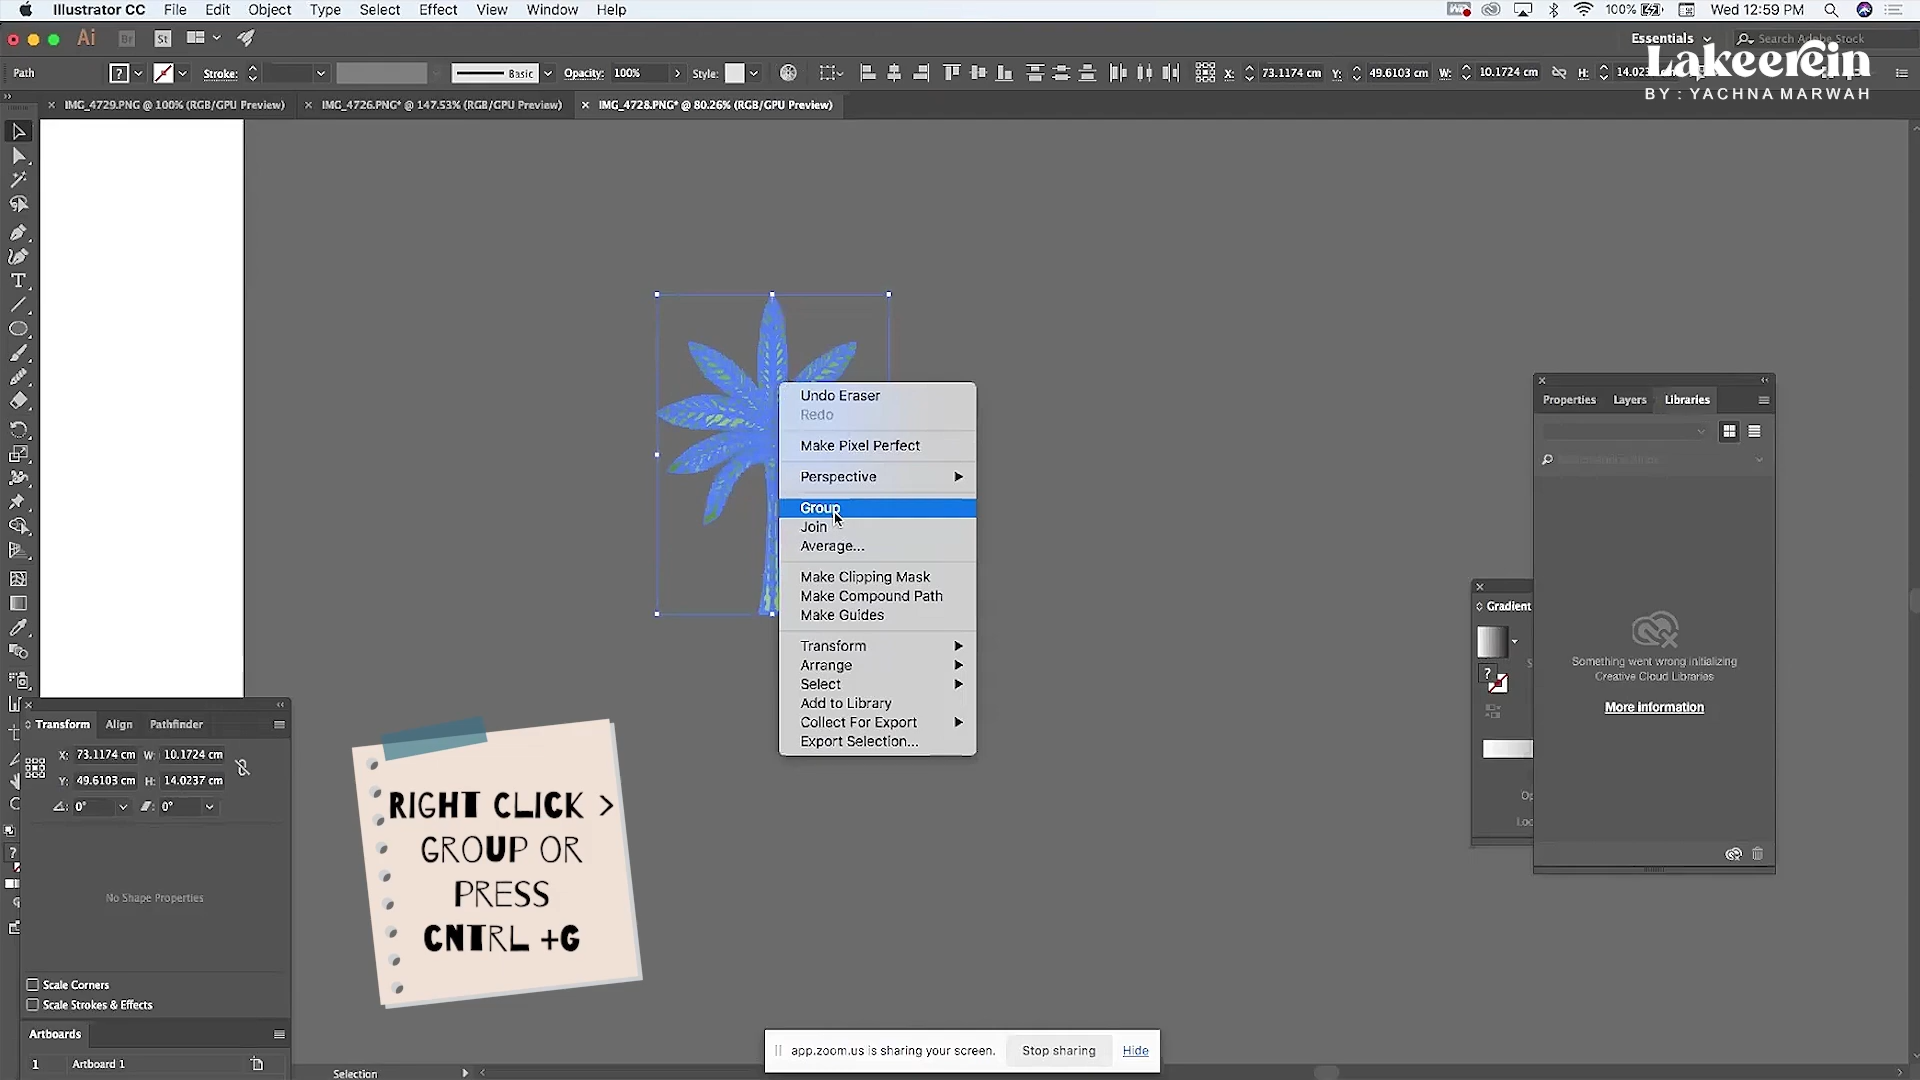 Illustrator CC File Edit Object Type Select Effect View Window Help
100% Wed 12:59 PM
Ai Br St Essentials Search Adobe Stock
Lakeerein
BY : YACHNA MARWAH
Path ? Stroke: Basic Opacity: 100% Style: X: 73.1174 cm Y: 49.6103 cm W: 10.1724 cm H:
IMG_4729.PNG @ 100% (RGB/GPU Preview) IMG_4726.PNG* @ 147.53% (RGB/GPU Preview) IMG_4728.PNG* @ 80.26% (RGB/GPU Preview)
Undo Eraser
Redo
Make Pixel Perfect
Perspective
Group
Join
Average...
Make Clipping Mask
Make Compound Path
Make Guides
Transform
Arrange
Select
Add to Library
Collect For Export
Export Selection...
Properties Layers Libraries
Something went wrong initializing
Creative Cloud Libraries
More Information
Gradient
?
Transform Align Pathfinder
X: 73.1174 cm W: 10.1724 cm
Y: 49.6103 cm H: 14.0237 cm
0° 0°
No Shape Properties
Scale Corners
Scale Strokes & Effects
Artboards
1 Artboard 1
RIGHT CLICK >
GROUP OR
PRESS
CNTRL +G
app.zoom.us is sharing your screen. Stop sharing Hide
Selection